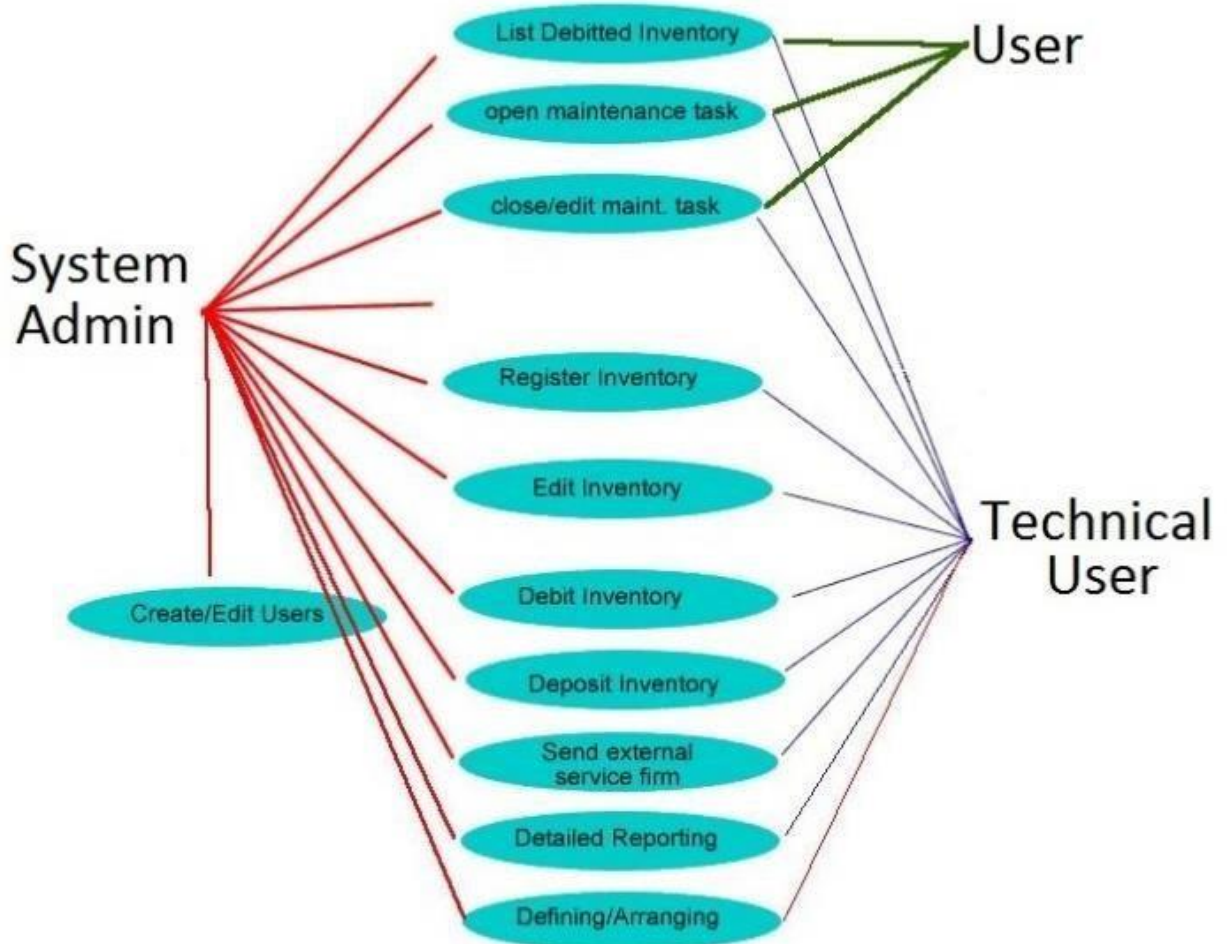 List Debitted Inventory
User
open maintenance task
close/edit maint. task
System
Admin
Register Inventory
Edit Inventory
Technical
User
Debit Inventory
Create/Edit Users
Deposit Inventory
Send external
service firm
Detailed Reporting
Defining/Arranging